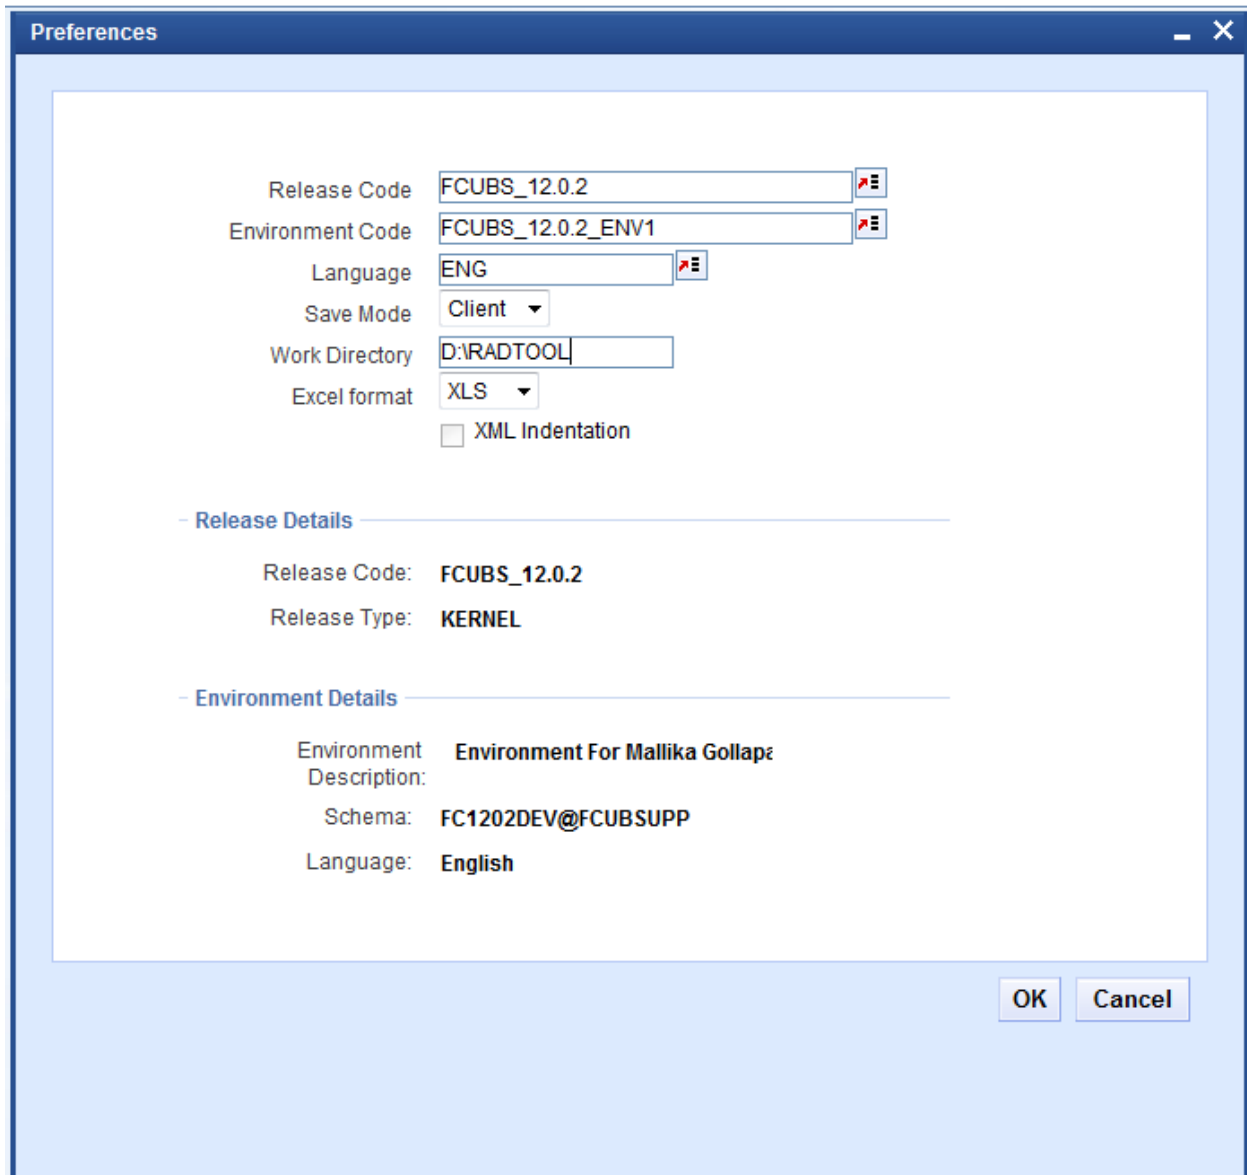 Preferences
Release Code FCUBS_12.0.2
Environment Code FCUBS_12.0.2_ENV1
Language ENG
Save Mode Client
Work Directory D:\RADTOOL
Excel format XLS
XML Indentation
Release Details
Release Code: FCUBS_12.0.2
Release Type: KERNEL
Environment Details
Environment Environment For Mallika Gollapa
Description:
Schema: FC1202DEV@FCUBSUPP
Language: English
OK Cancel